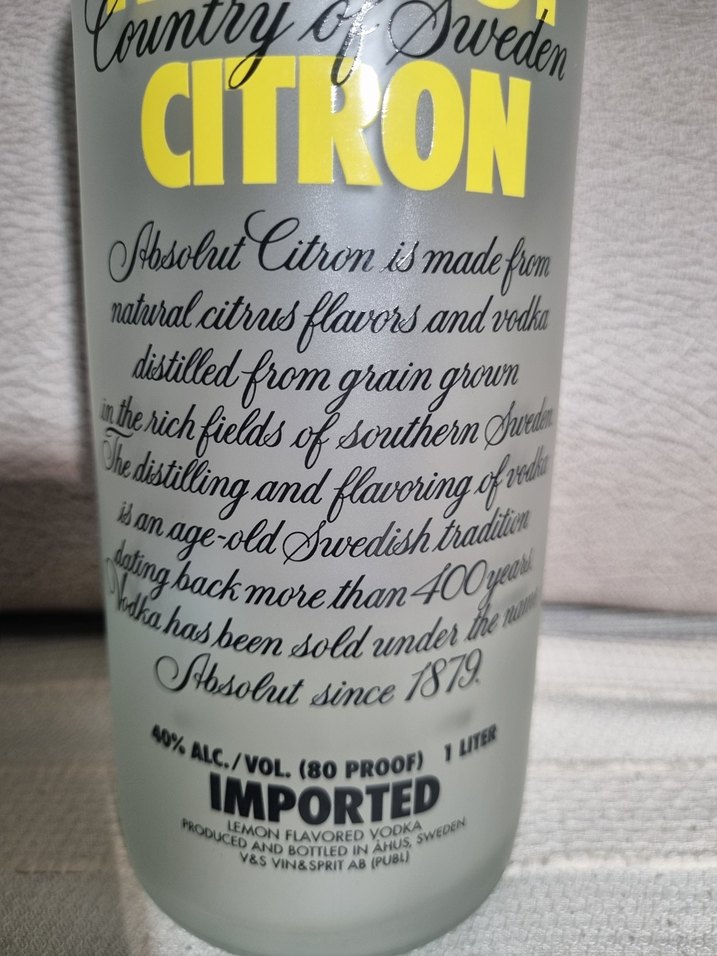 Country of Sweden
CITRON
Absolut Citron is made from
natural citrus flavors and vodka
distilled from grain grown
in the rich fields of southern Sweden.
The distilling and flavoring of vodka
is an age-old Swedish tradition
dating back more than 400 years.
Vodka has been sold under the name
Absolut since 1879.
40% ALC./VOL. (80 PROOF) 1 LITER
IMPORTED
LEMON FLAVORED VODKA
PRODUCED AND BOTTLED IN ÅHUS, SWEDEN
V&S VIN&SPRIT AB (PUBL)